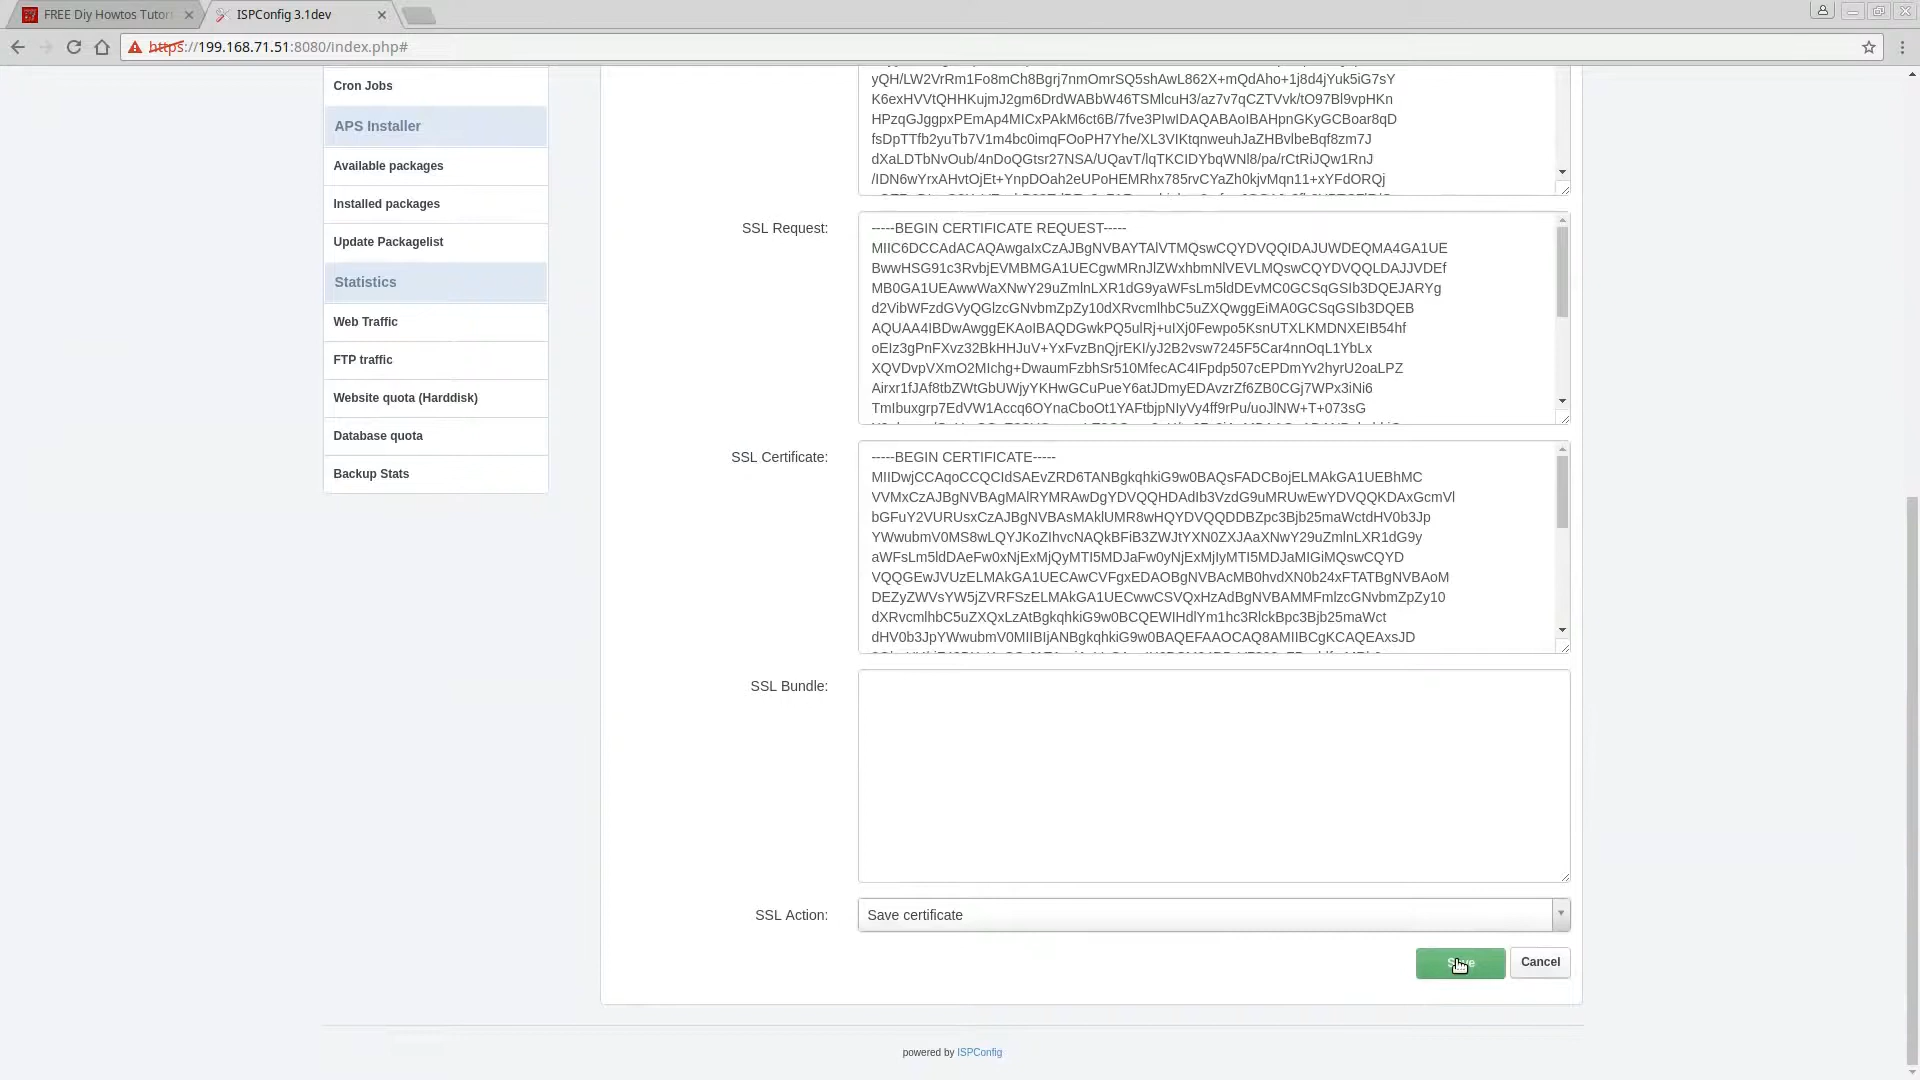 FREE Diy Howtos Tutor
ISPConfig 3.1dev
https://199.168.71.51:8080/index.php#
Cron Jobs
APS Installer
Available packages
Installed packages
Update Packagelist
Statistics
Web Traffic
FTP traffic
Website quota (Harddisk)
Database quota
Backup Stats
yQH/LW2VrRm1Fo8mCh8Bgrj7nmOmrSQ5shAwL862X+mQdAho+1j8d4jYuk5iG7sY
K6exHVVtQHHKujmJ2gm6DrdWABbW46TSMlcuH3/az7v7qCZTVvk/tO97Bl9vpHKn
HPzqGJggpxPEmAp4MICxPAkM6ct6B/7fve3PIwIDAQABAoIBAHpnGKyGCBoar8qD
fsDpTTfb2yuTb7V1m4bc0imqFOoPH7Yhe/XL3VIKtqnweuhJaZHBvlbeBqf8zm7J
dXaLDTbNvOub/4nDoQGtsr27NSA/UQavT/lqTKCIDYbqWNl8/pa/rCtRiJQw1RnJ
/IDN6wYrxAHvtOjEt+YnpDOah2eUPoHEMRhx785rvCYaZh0kjvMqn11+xYFdORQj
SSL Request:
-----BEGIN CERTIFICATE REQUEST-----
MIIC6DCCAdACAQAwgaIxCzAJBgNVBAYTAlVTMQswCQYDVQQIDAJUWDEQMA4GA1UE
BwwHSG91c3RvbjEVMBMGA1UECgwMRnJlZWxhbmNlVEVLMQswCQYDVQQLDAJJVDEf
MB0GA1UEAwwWaXNwY29uZmlnLXR1dG9yaWFsLm5ldDEvMC0GCSqGSIb3DQEJARYg
d2VibWFzdGVyQGlzcGNvbmZpZy10dXRvcmlhbC5uZXQwggEiMA0GCSqGSIb3DQEB
AQUAA4IBDwAwggEKAoIBAQDGwkPQ5ulRj+uIXj0Fewpo5KsnUTXLKMDNXEIB54hf
oEIz3gPnFXvz32BkHHJuV+YxFvzBnQjrEKI/yJ2B2vsw7245F5Car4nnOqL1YbLx
XQVDvpVXmO2MIchg+DwaumFzbhSr510MfecAC4IFpdp507cEPDmYv2hyrU2oaLPZ
Airxr1fJAf8tbZWtGbUWjyYKHwGCuPueY6atJDmyEDAvzrZf6ZB0CGj7WPx3iNi6
TmIbuxgrp7EdVW1Accq6OYnaCboOt1YAFtbjpNIyVy4ff9rPu/uoJlNW+T+073sG
SSL Certificate:
-----BEGIN CERTIFICATE-----
MIIDwjCCAqoCCQCIdSAEvZRD6TANBgkqhkiG9w0BAQsFADCBojELMAkGA1UEBhMC
VVMxCzAJBgNVBAgMAlRYMRAwDgYDVQQHDAdIb3VzdG9uMRUwEwYDVQQKDAxGcmVl
bGFuY2VURUsxCzAJBgNVBAsMAklUMR8wHQYDVQQDDBZpc3Bjb25maWctdHV0b3Jp
YWwubmV0MS8wLQYJKoZIhvcNAQkBFiB3ZWJtYXN0ZXJAaXNwY29uZmlnLXR1dG9y
aWFsLm5ldDAeFw0xNjExMjQyMTI5MDJaFw0yNjExMjIyMTI5MDJaMIGiMQswCQYD
VQQGEwJVUzELMAkGA1UECAwCVFgxEDAOBgNVBAcMB0hvdXN0b24xFTATBgNVBAoM
DEZyZWVsYW5jZVRFSzELMAkGA1UECwwCSVQxHzAdBgNVBAMMFmlzcGNvbmZpZy10
dXRvcmlhbC5uZXQxLzAtBgkqhkiG9w0BCQEWIHdlYm1hc3RlckBpc3Bjb25maWct
dHV0b3JpYWwubmV0MIIBIjANBgkqhkiG9w0BAQEFAAOCAQ8AMIIBCgKCAQEAxsJD
SSL Bundle:
SSL Action:
Save certificate
Cancel
powered by ISPConfig